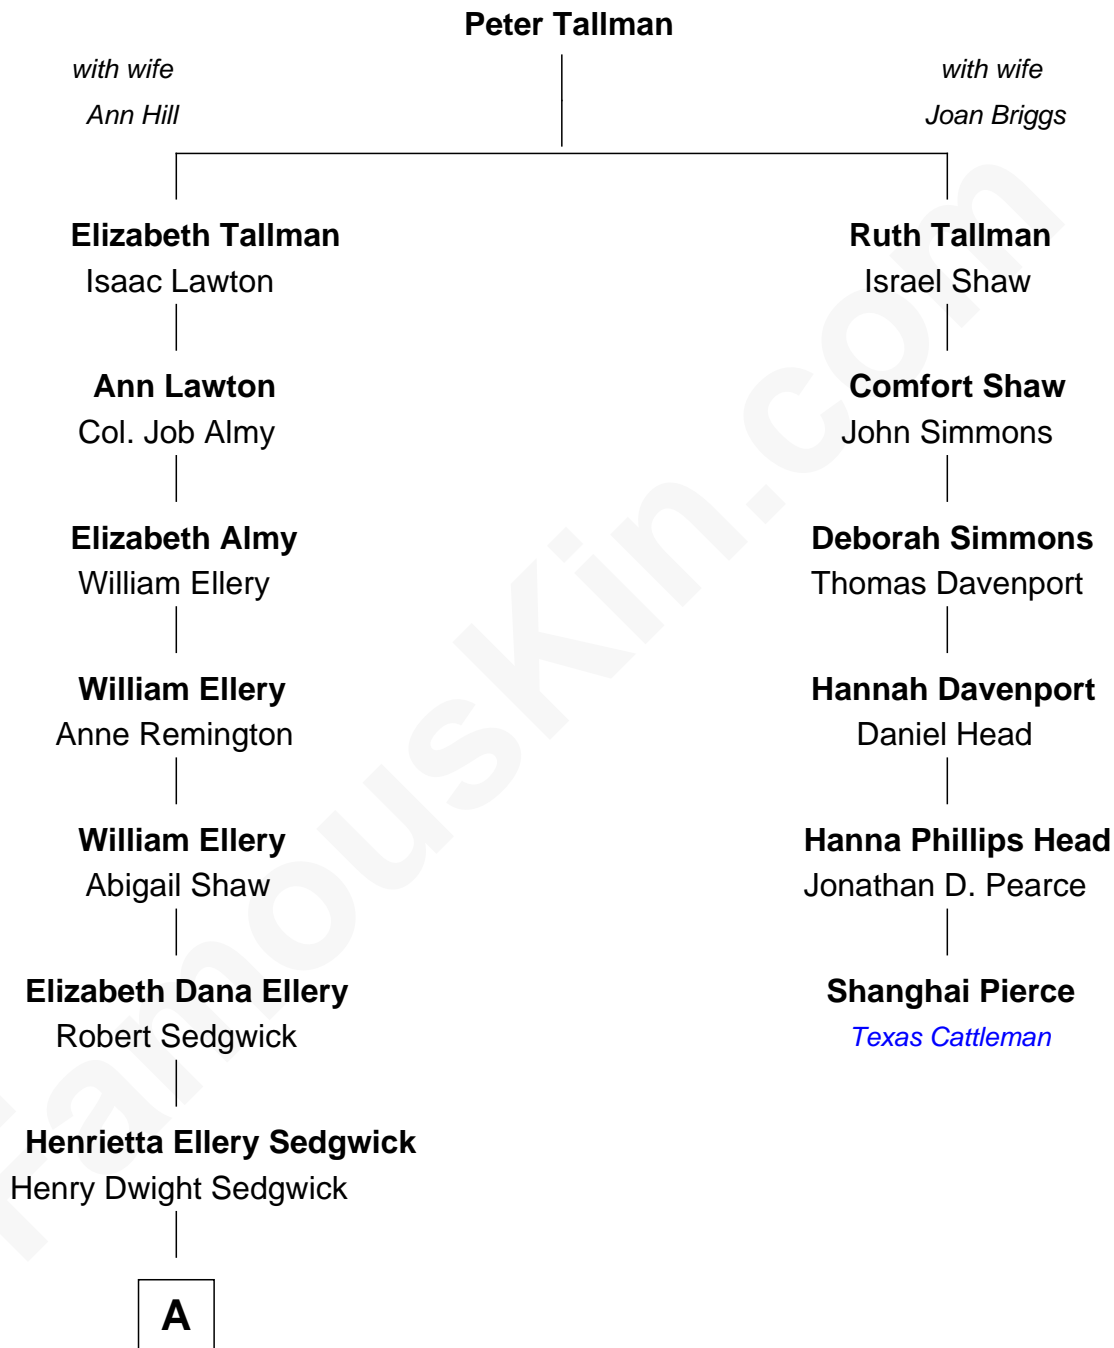 Peter Tallman
with wife
Ann Hill
with wife
Joan Briggs
Elizabeth Tallman
Isaac Lawton
Ruth Tallman
Israel Shaw
Ann Lawton
Col. Job Almy
Comfort Shaw
John Simmons
Elizabeth Almy
William Ellery
Deborah Simmons
Thomas Davenport
William Ellery
Anne Remington
Hannah Davenport
Daniel Head
William Ellery
Abigail Shaw
Hanna Phillips Head
Jonathan D. Pearce
Elizabeth Dana Ellery
Robert Sedgwick
Shanghai Pierce
Texas Cattleman
Henrietta Ellery Sedgwick
Henry Dwight Sedgwick
A
FamousKin.com